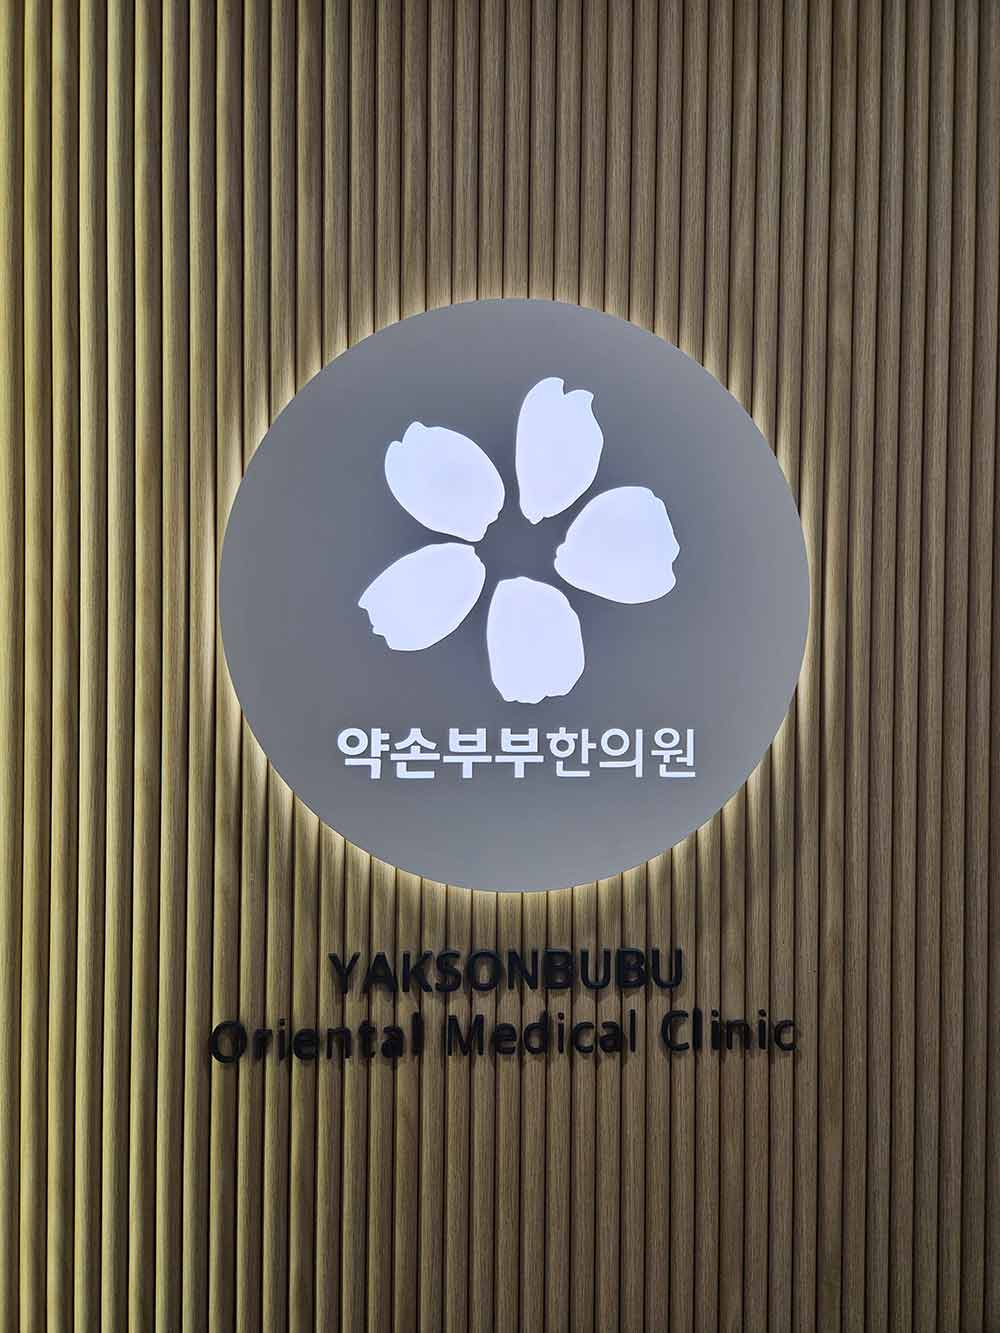 약손부부한의원
YAKSONBUBU
Oriental Medical Clinic